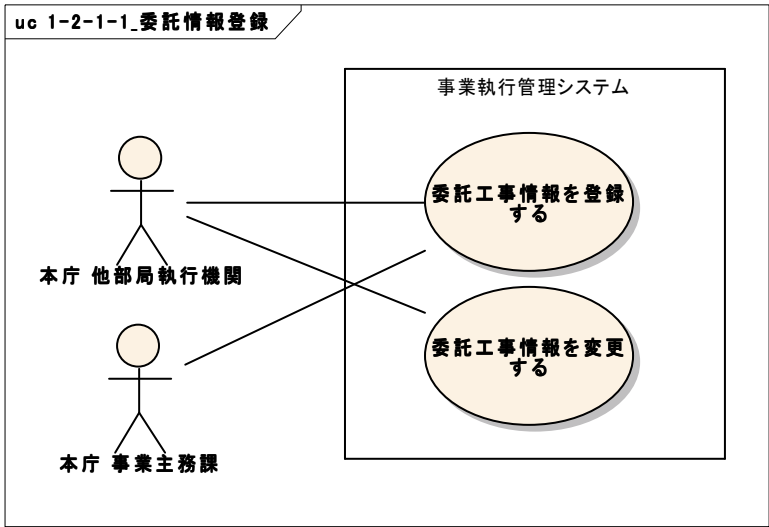 uc 1-2-1-1_委託情報登録
事業執行管理システム
委託工事情報を登録
する
本庁 他部局執行機関
委託工事情報を変更
する
本庁 事業主務課